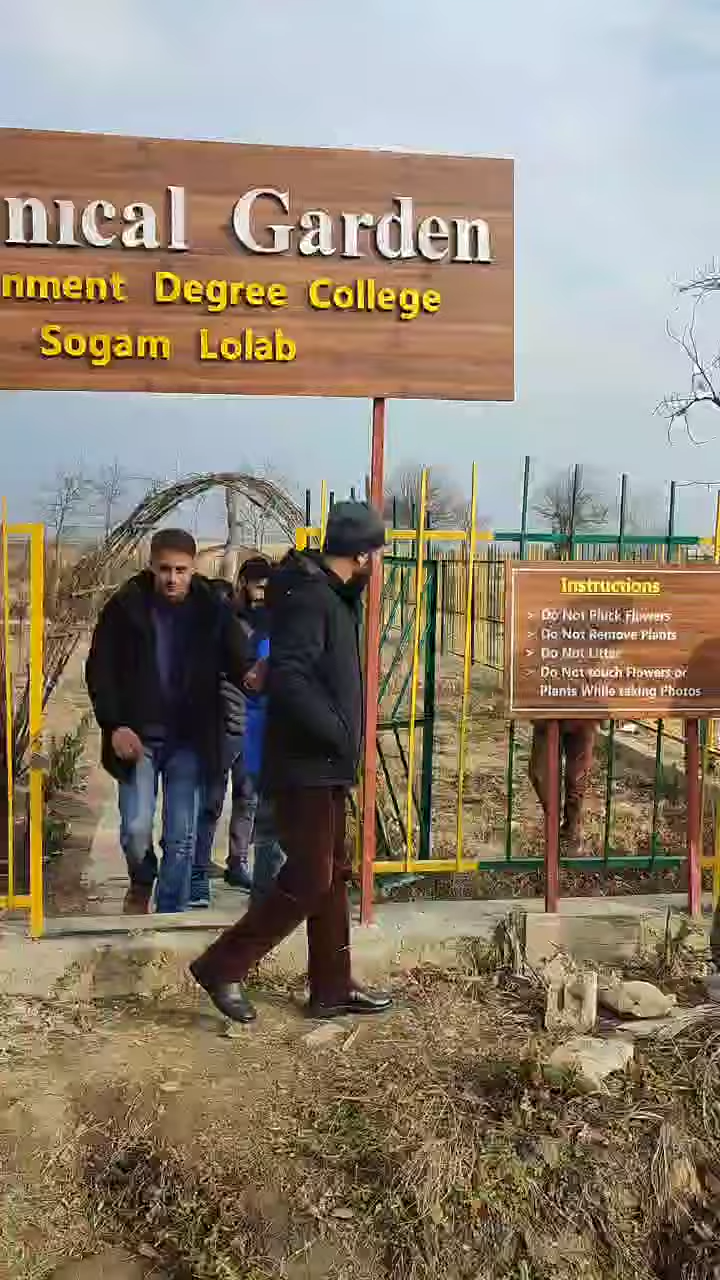 nical Garden
nment Degree College
Sogam Lolab
Instructions
> Do Not Pluck Flowers
> Do Not Remove Plants
> Do Not Litter
> Do Not touch Flowers or
Plants While taking Photos